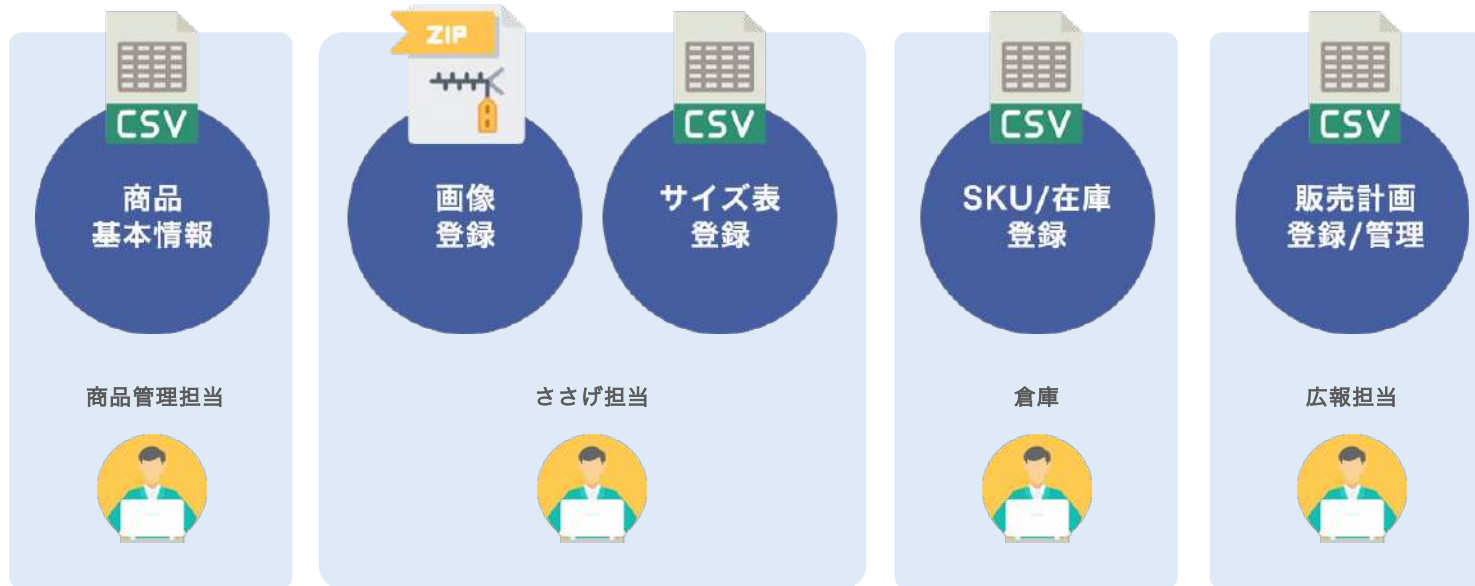 CSV
商品
基本情報
商品管理担当
ZIP
画像
登録
CSV
サイズ表
登録
ささげ担当
CSV
SKU/在庫
登録
倉庫
CSV
販売計画
登録/管理
広報担当